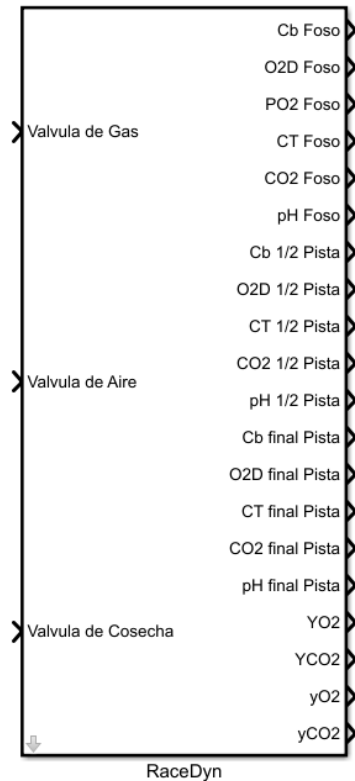 Cb Foso
O2D Foso
PO2 Foso
CT Foso
Valvula de Gas
CO2 Foso
pH Foso
Cb 1/2 Pista
O2D 1/2 Pista
CT 1/2 Pista
CO2 1/2 Pista
Valvula de Aire
pH 1/2 Pista
Cb final Pista
O2D final Pista
CT final Pista
CO2 final Pista
pH final Pista
YO2
Valvula de Cosecha
YCO2
yO2
yCO2
RaceDyn